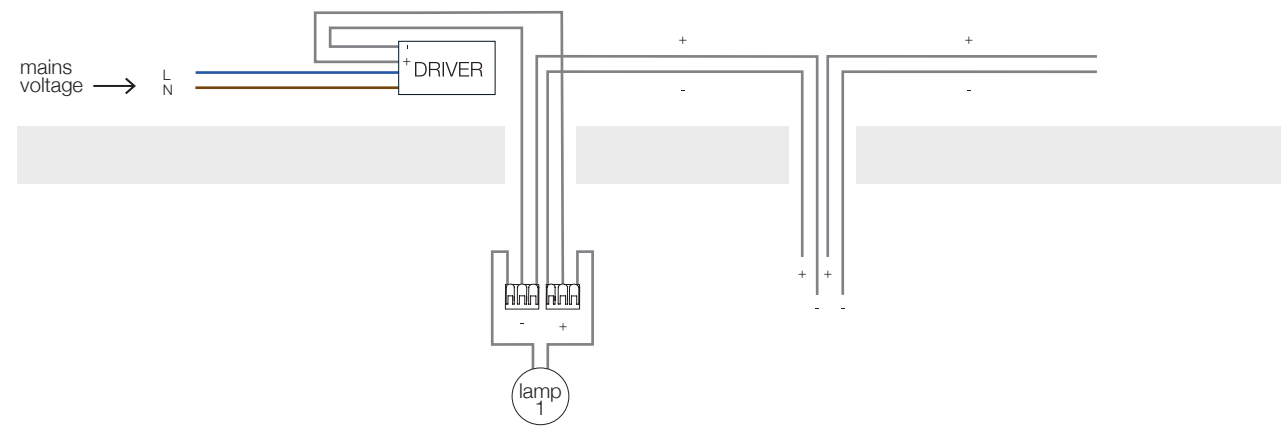 -
+ DRIVER
mains
voltage
L
N
+
-
+
-
+ +
- -
- +
lamp
1